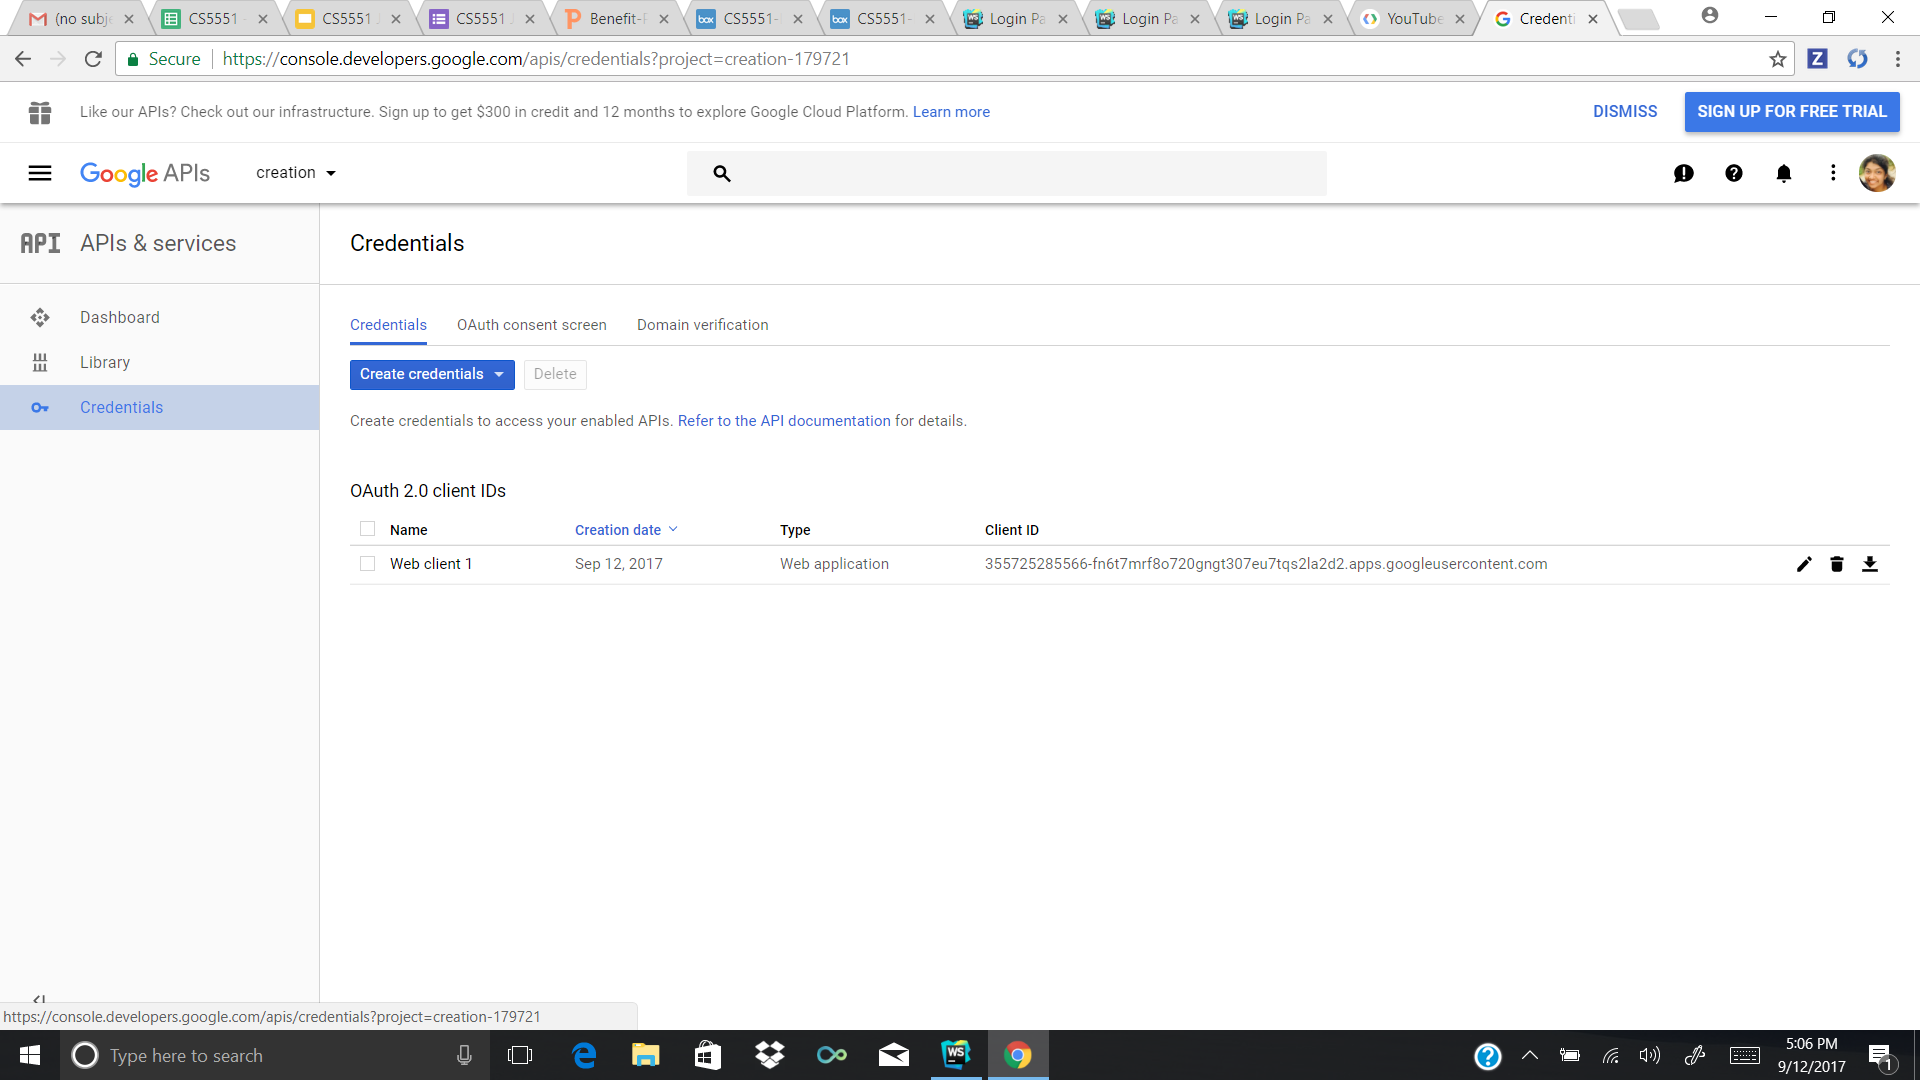 (no subj CS5551 - CS5551 J CS5551 J Benefit-F CS5551- CS5551- Login Pa Login Pa Login Pa YouTube Credenti
Secure https://console.developers.google.com/apis/credentials?project=creation-179721
Like our APIs? Check out our infrastructure. Sign up to get $300 in credit and 12 months to explore Google Cloud Platform. Learn more DISMISS SIGN UP FOR FREE TRIAL
Google APIs creation
API APIs & services
Credentials
Dashboard
Library
Credentials
Credentials OAuth consent screen Domain verification
Create credentials Delete
Create credentials to access your enabled APIs. Refer to the API documentation for details.
OAuth 2.0 client IDs
Name Creation date Type Client ID
Web client 1 Sep 12, 2017 Web application 355725285566-fn6t7mrf8o720gngt307eu7tqs2la2d2.apps.googleusercontent.com
https://console.developers.google.com/apis/credentials?project=creation-179721
Type here to search
WS
5:06 PM
9/12/2017
1